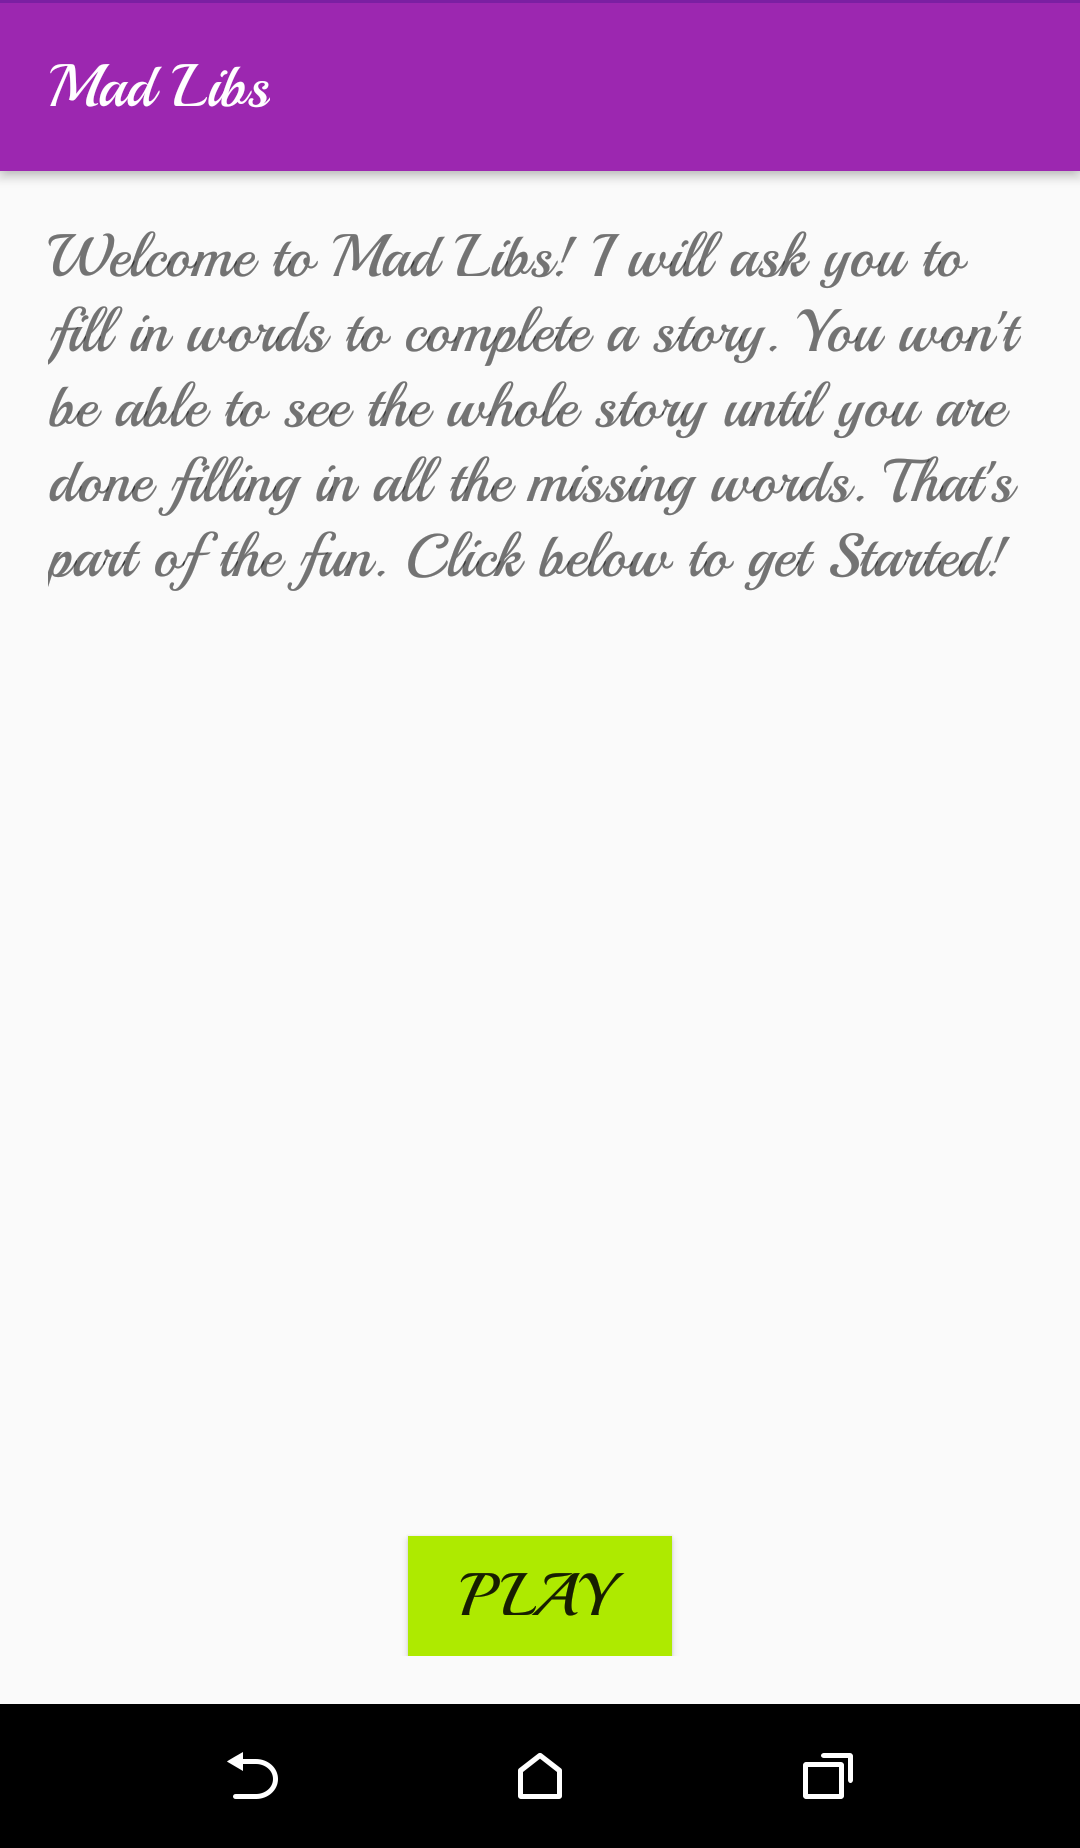 Mad Libs
Welcome to Mad Libs! I will ask you to
fill in words to complete a story. You won't
be able to see the whole story until you are
done filling in all the missing words. That's
part of the fun. Click below to get Started!
PLAY